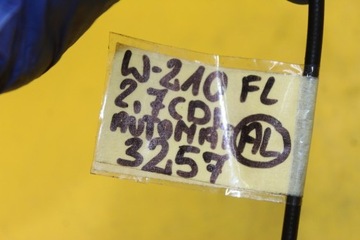 W-210 FL
2,7CDI
AUTOMAT AL
3257